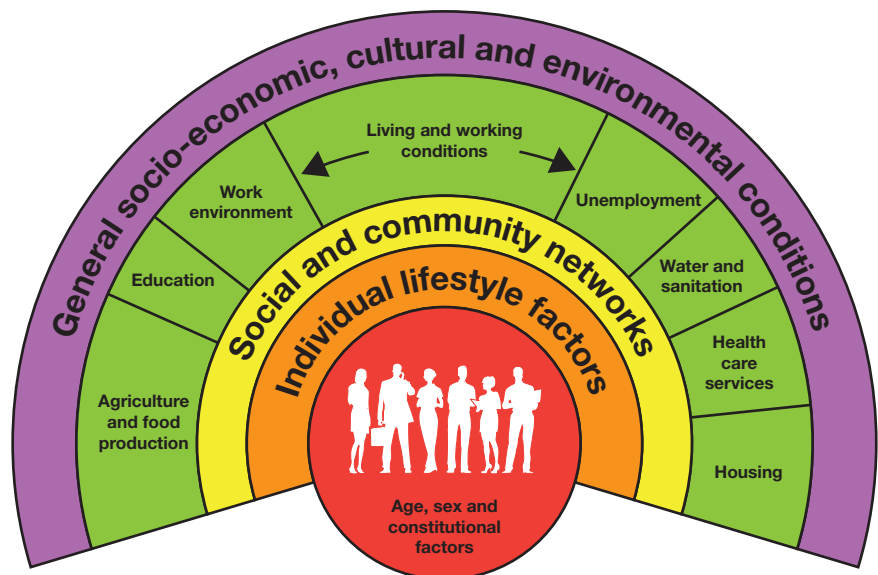 General socio-economic, cultural and environmental conditions
Living and working
conditions
Work
environment
Unemployment
Education
Water and
sanitation
Agriculture
and food
production
Health
care
services
Housing
Social and community networks
Individual lifestyle factors
Age, sex and
constitutional
factors